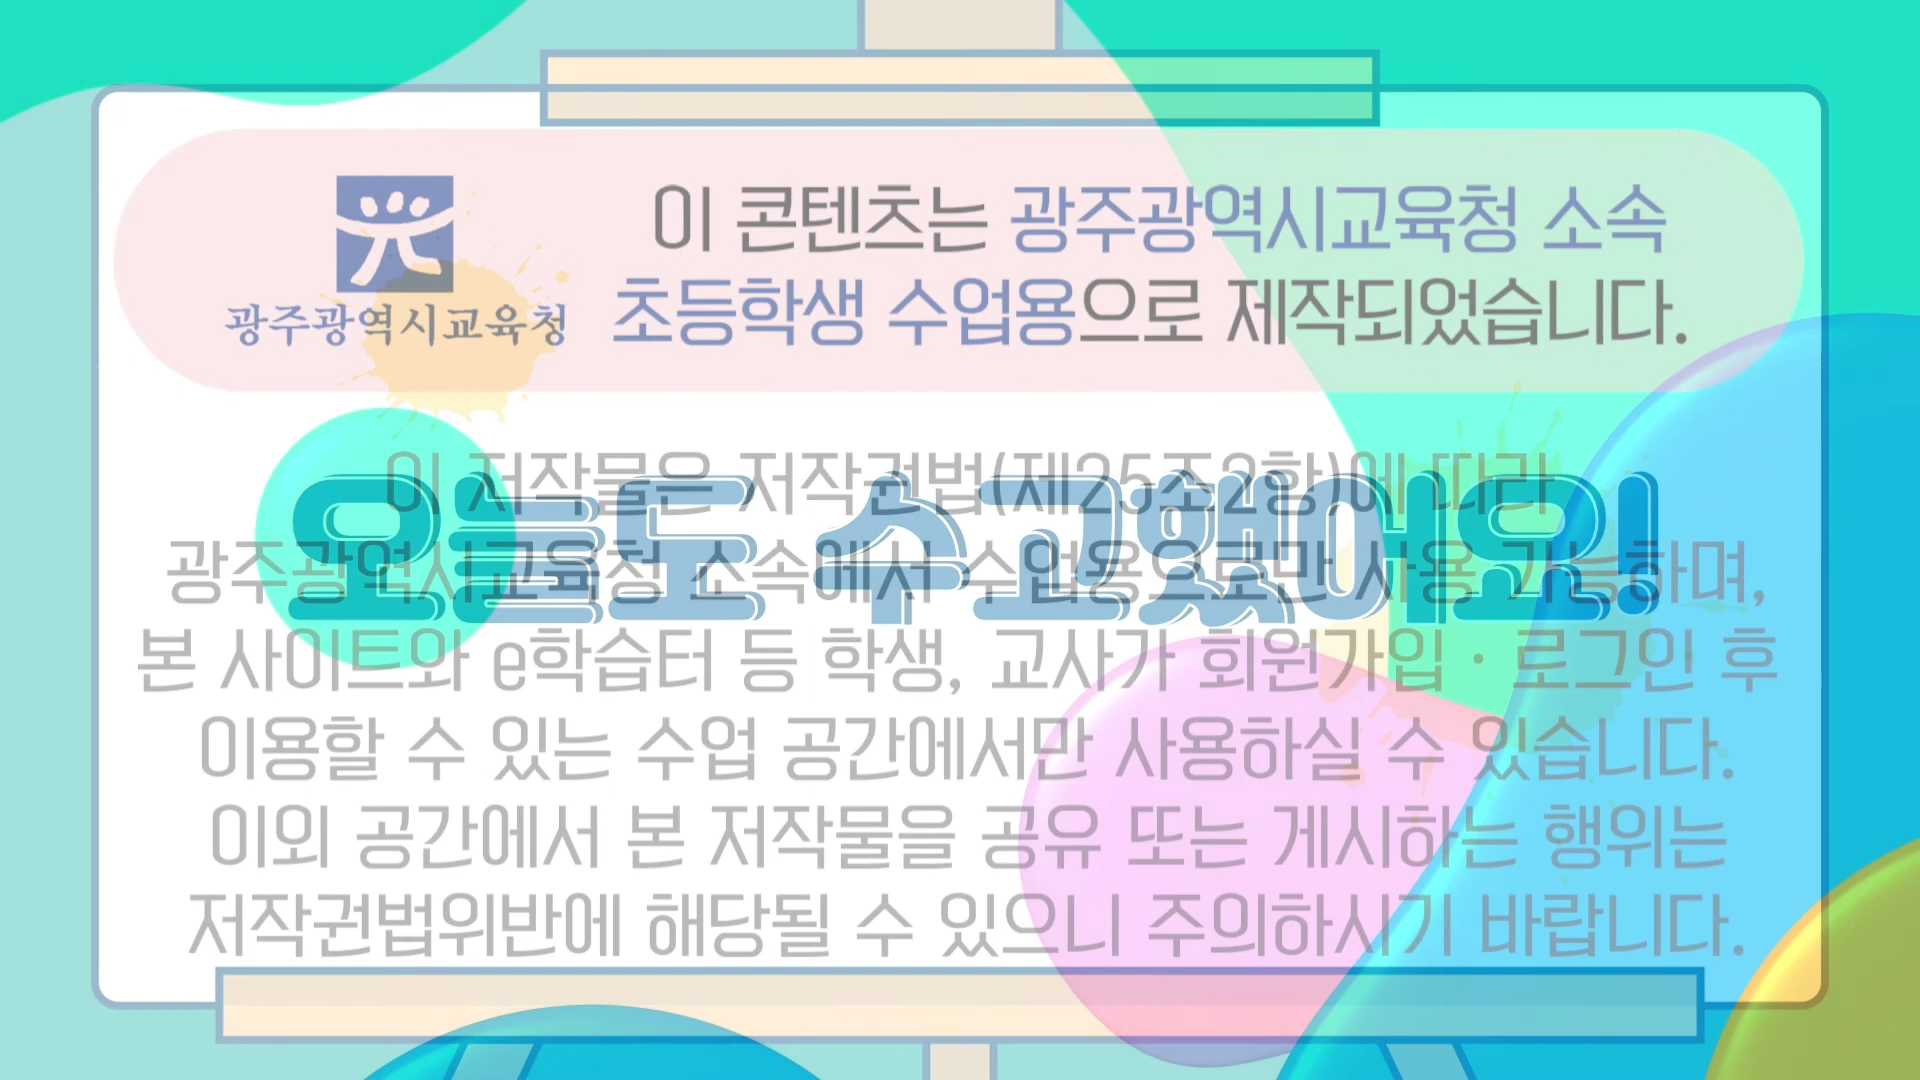 이 콘텐츠는 광주광역시교육청 소속
초등학생 수업용으로 제작되었습니다.
광주광역시교육청
이 저작물은 저작권법(제25조2항)에 따라
오늘도 수고했어요!
광주광역시교육청 소속에서 수업용으로만 사용 가능하며,
본 사이트와 e학습터 등 학생, 교사가 회원가입·로그인 후
이용할 수 있는 수업 공간에서만 사용하실 수 있습니다.
이외 공간에서 본 저작물을 공유 또는 게시하는 행위는
저작권법위반에 해당될 수 있으니 주의하시기 바랍니다.